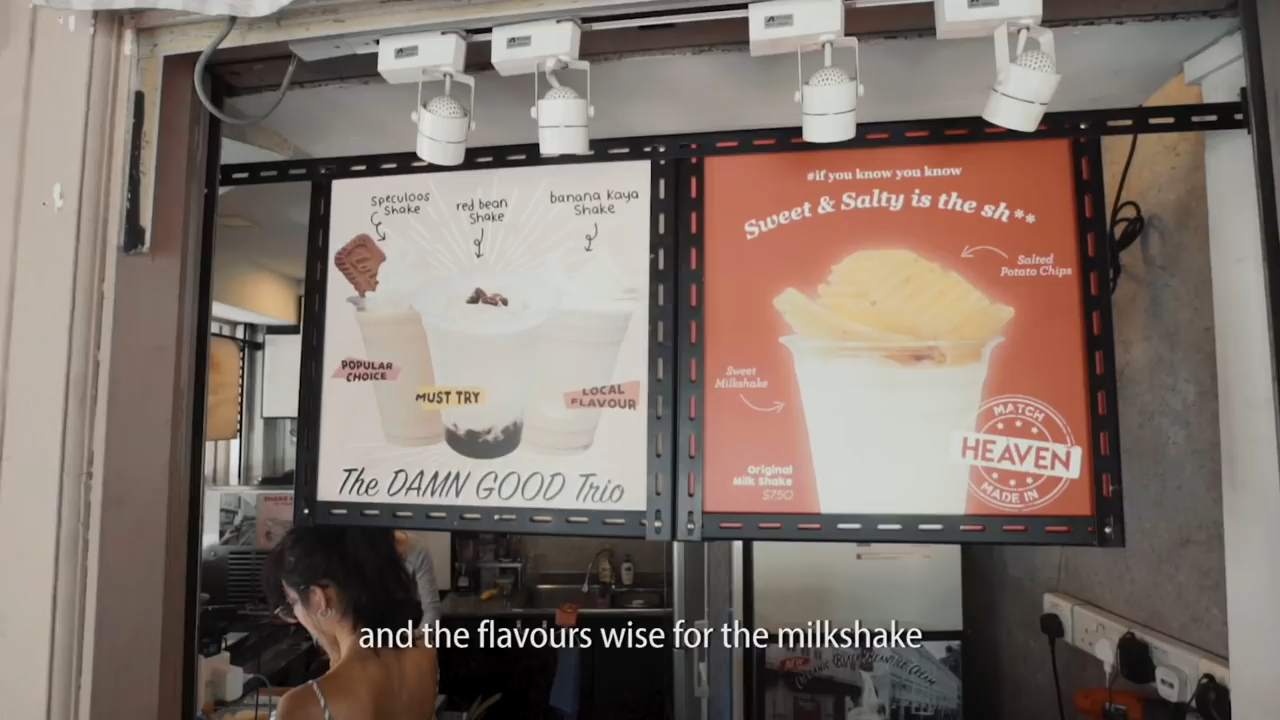 speculoos
Shake
red bean
Shake
banana kaya
Shake
POPULAR
CHOICE
MUST TRY
LOCAL
FLAVOUR
The DAMN GOOD Trio
#if you know you know
Sweet & Salty is the sh**
Salted
Potato Chips
Sweet
Milkshake
Original
Milk Shake
$7.50
MATCH
HEAVEN
MADE IN
and the flavours wise for the milkshake
NEW